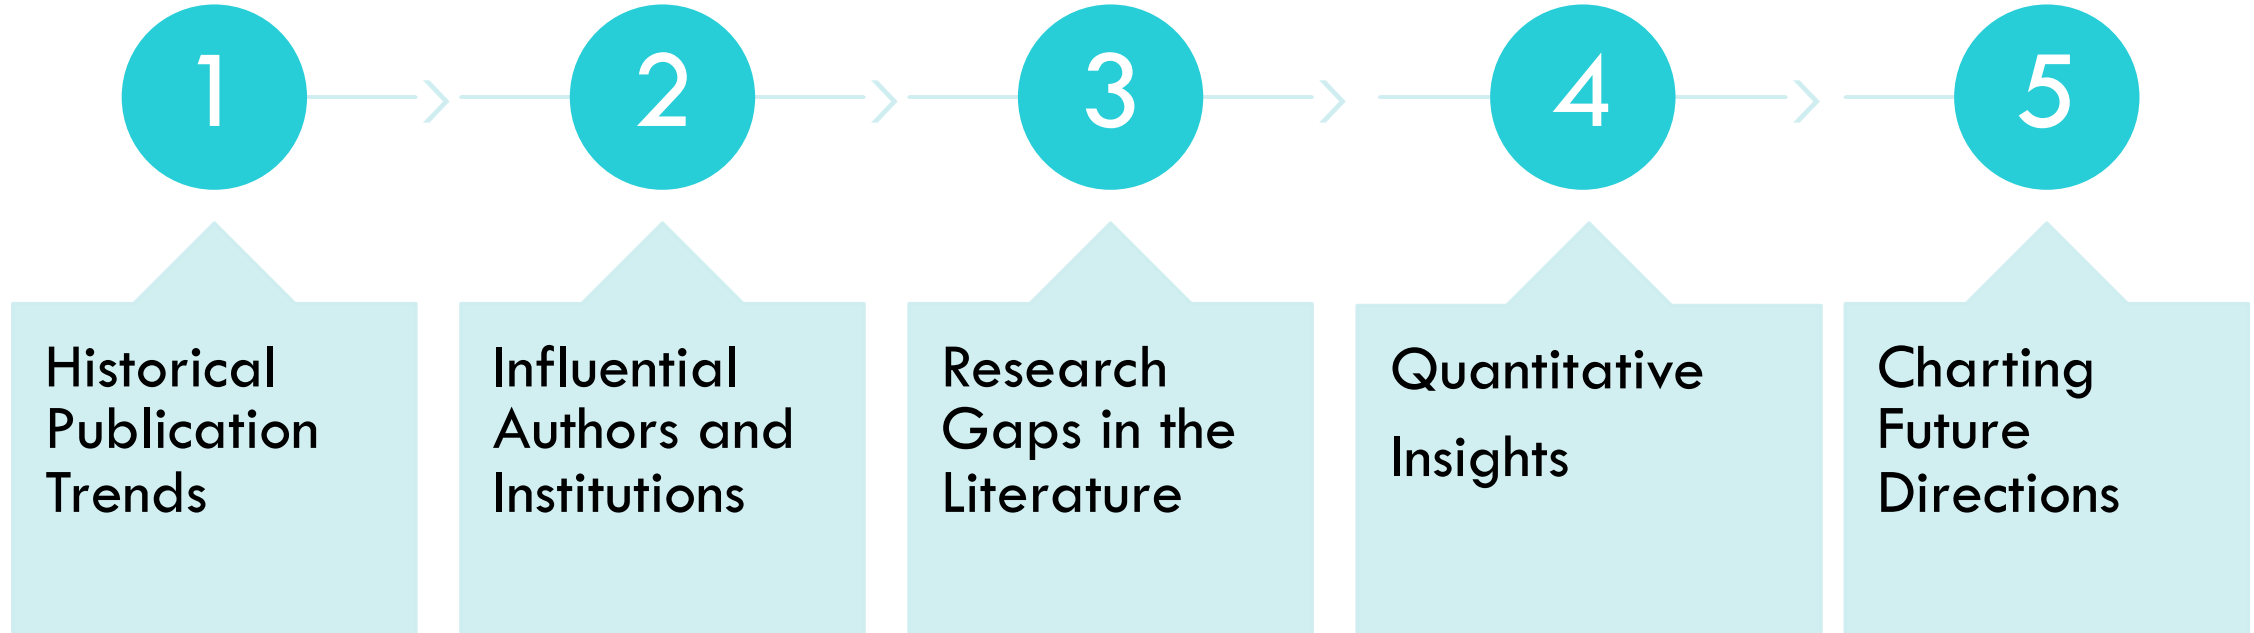 1
2
3
4
5
Historical
Publication
Trends
Influential
Authors and
Institutions
Research
Gaps in the
Literature
Quantitative
Insights
Charting
Future
Directions